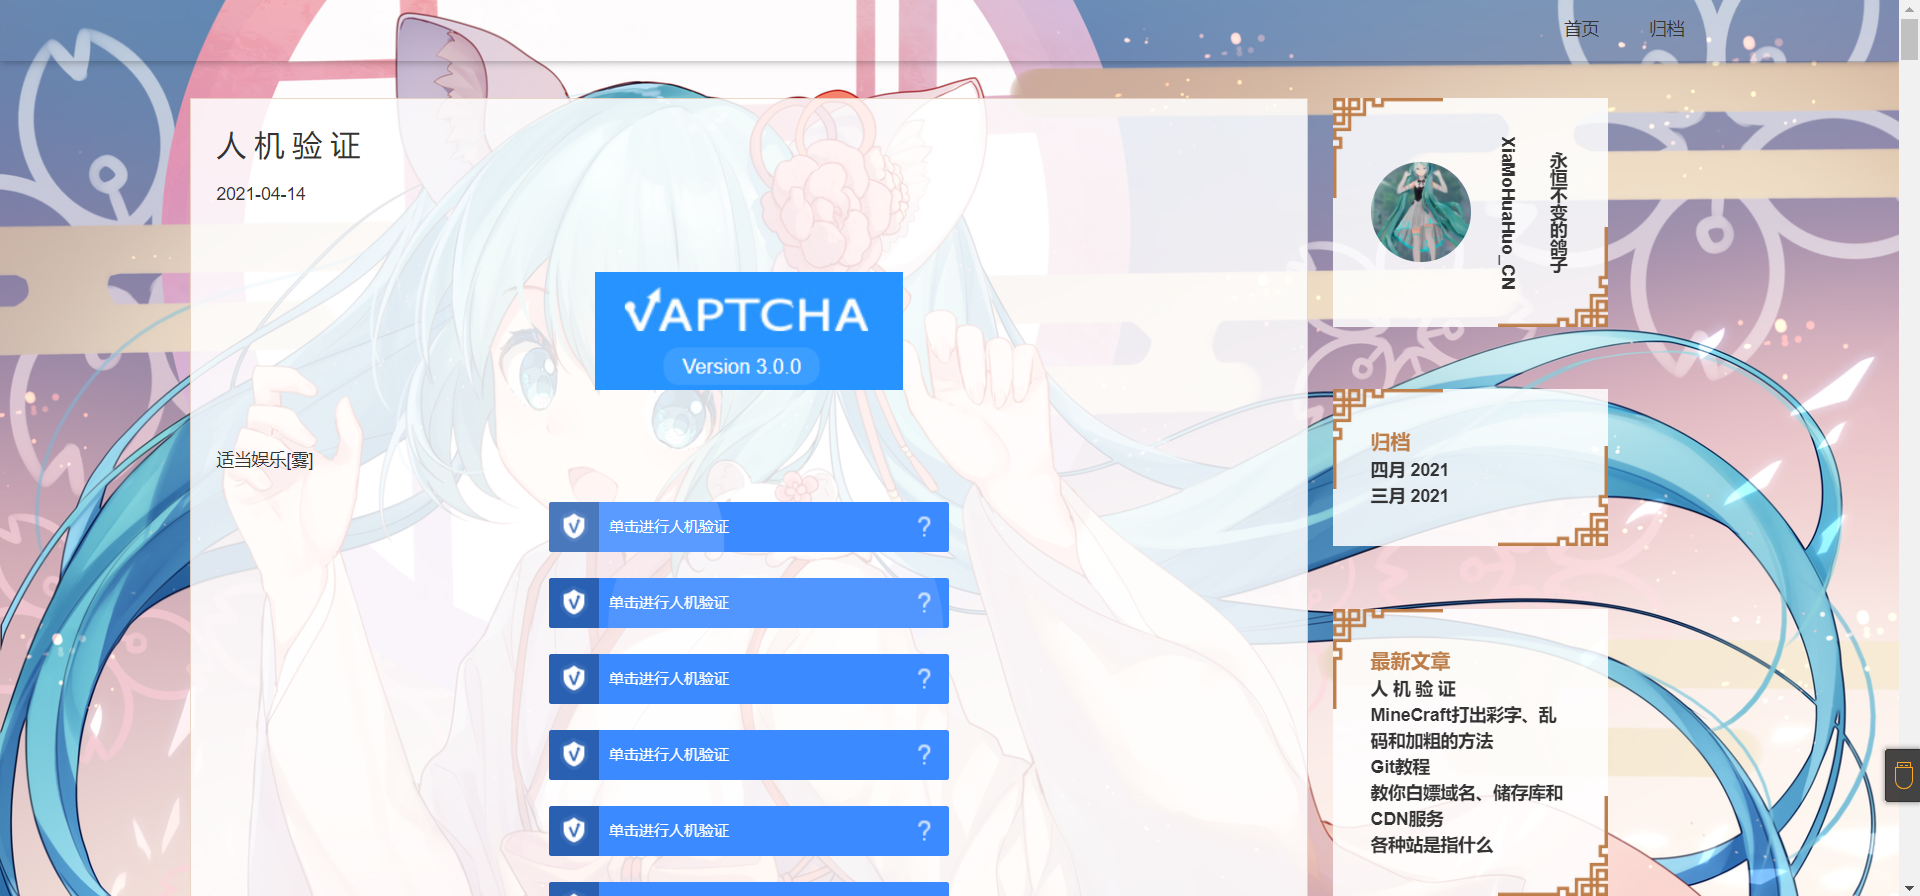 首页
归档
人 机 验 证
2021-04-14
VAPTCHA
Version 3.0.0
适当娱乐[雾]
单击进行人机验证 ?
单击进行人机验证 ?
单击进行人机验证 ?
单击进行人机验证 ?
单击进行人机验证 ?
永恒不变的鸽子
XiaMoHuaHuo_CN
归档
四月 2021
三月 2021
最新文章
人 机 验 证
MineCraft打出彩字、乱
码和加粗的方法
Git教程
教你白嫖域名、储存库和
CDN服务
各种站是指什么